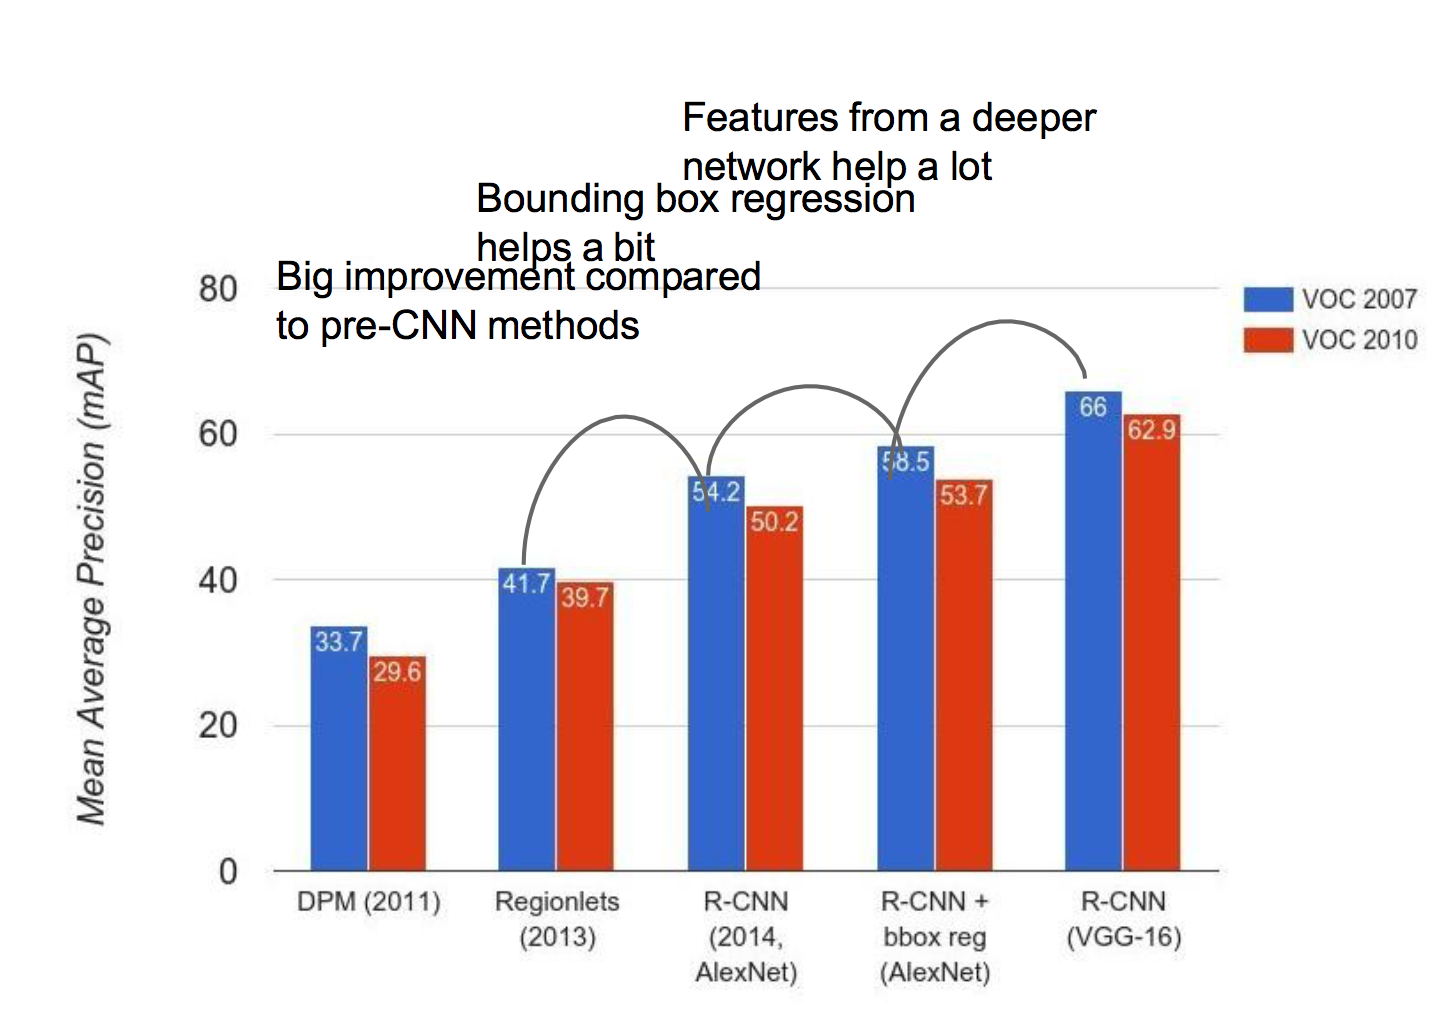 Features from a deeper
network help a lot
Bounding box regression
helps a bit
Big improvement compared
to pre-CNN methods
Mean Average Precision (mAP)
80
60
40
20
0
VOC 2007
VOC 2010
33.7
29.6
41.7
39.7
54.2
50.2
58.5
53.7
66
62.9
DPM (2011)
Regionlets
(2013)
R-CNN
(2014,
AlexNet)
R-CNN +
bbox reg
(AlexNet)
R-CNN
(VGG-16)